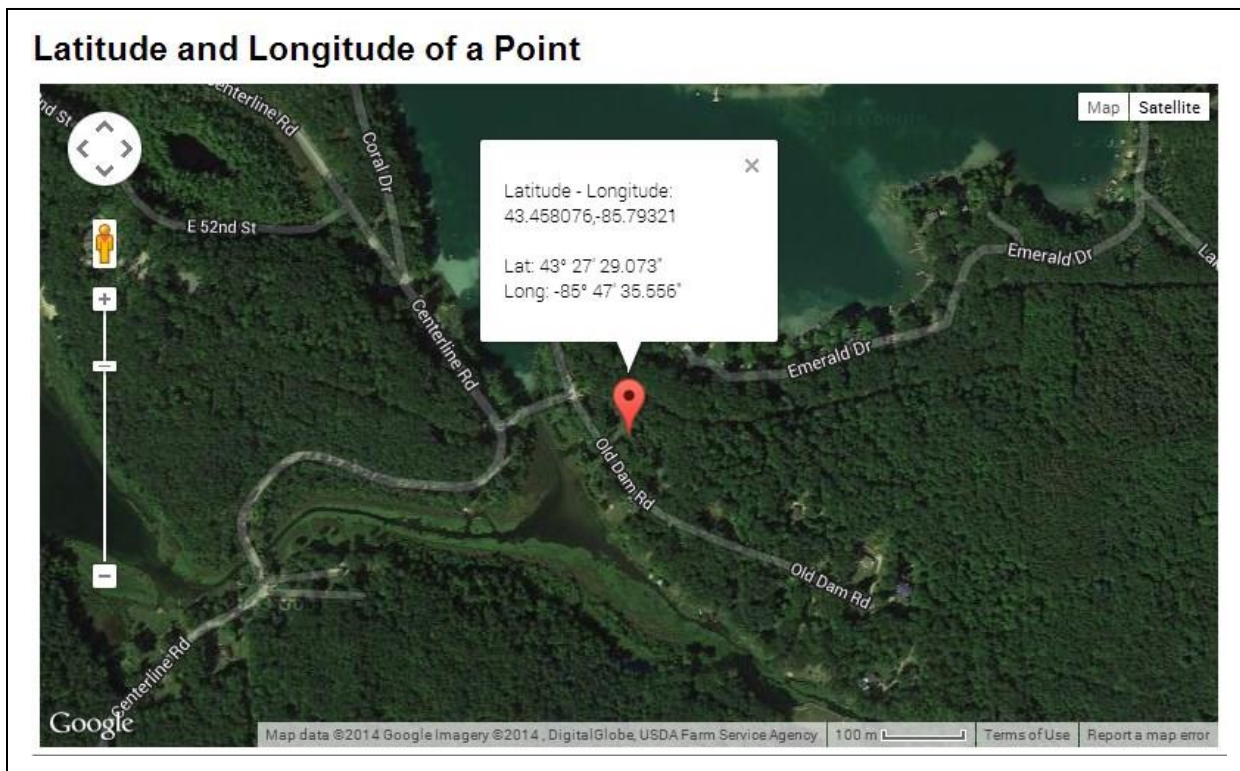 Latitude and Longitude of a Point
Centerline Rd
Coral Dr
Map
Satellite
2nd St
E 52nd St
Latitude - Longitude:
43.458076,-85.79321
Lat: 43° 27' 29.073"
Long: -85° 47' 35.556"
Emerald Dr
Centerline Rd
Emerald Dr
Old Dam Rd
Old Dam Rd
Centerline Rd
Google
Map data ©2014 Google Imagery ©2014 , DigitalGlobe, USDA Farm Service Agency
100 m
Terms of Use
Report a map error